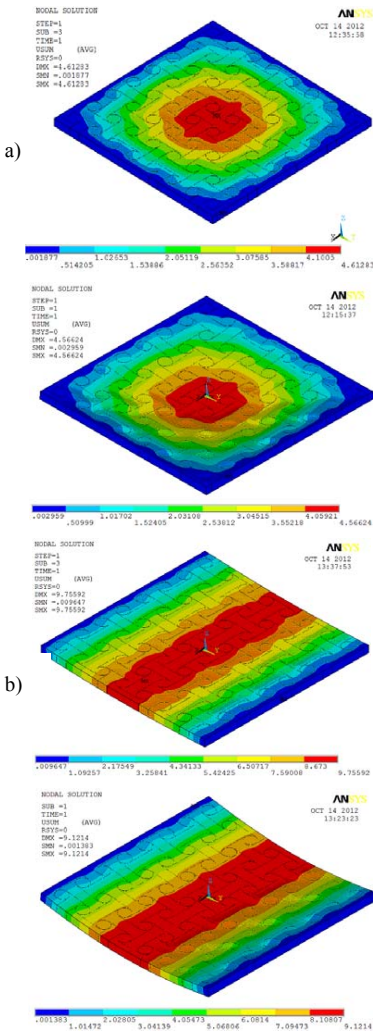 NODAL SOLUTION
STEP=1
SUB =3
TIME=1
USUM (AVG)
RSYS=0
DMX =4.61283
SMN =.001877
SMX =4.61283
ANSYS
OCT 14 2012
12:35:38
a)
.001877 1.02653 2.05119 3.07585 4.1005
.514205 1.53886 2.56352 3.58817 4.61283
NODAL SOLUTION
STEP=1
SUB =1
TIME=1
USUM (AVG)
RSYS=0
DMX =4.56624
SMN =.002959
SMX =4.56624
ANSYS
OCT 14 2012
12:15:37
.002959 1.01702 2.03108 3.04515 4.05921
.50999 1.52405 2.53812 3.55218 4.56624
NODAL SOLUTION
STEP=1
SUB =3
TIME=1
USUM (AVG)
RSYS=0
DMX =9.75592
SMN =.009647
SMX =9.75592
ANSYS
OCT 14 2012
13:37:53
b)
.009647 2.17549 4.34133 6.50717 8.673
1.09257 3.25841 5.42425 7.59008 9.75592
NODAL SOLUTION
SUB =1
TIME=1
USUM (AVG)
RSYS=0
DMX =9.1214
SMN =.001383
SMX =9.1214
ANSYS
OCT 14 2012
13:23:23
.001383 2.02805 4.05473 6.0814 8.10807
1.01472 3.04139 5.06806 7.09473 9.1214